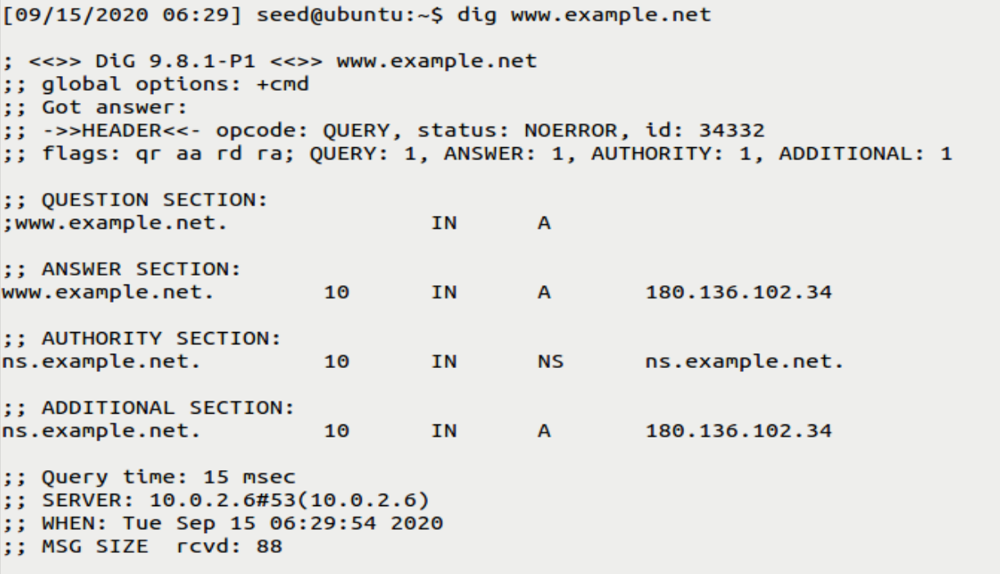 [09/15/2020 06:29] seed@ubuntu:~$ dig www.example.net
; <<>> DiG 9.8.1-P1 <<>> www.example.net
;; global options: +cmd
;; Got answer:
;; ->>HEADER<<- opcode: QUERY, status: NOERROR, id: 34332
;; flags: qr aa rd ra; QUERY: 1, ANSWER: 1, AUTHORITY: 1, ADDITIONAL: 1
;; QUESTION SECTION:
;www.example.net. IN A
;; ANSWER SECTION:
www.example.net. 10 IN A 180.136.102.34
;; AUTHORITY SECTION:
ns.example.net. 10 IN NS ns.example.net.
;; ADDITIONAL SECTION:
ns.example.net. 10 IN A 180.136.102.34
;; Query time: 15 msec
;; SERVER: 10.0.2.6#53(10.0.2.6)
;; WHEN: Tue Sep 15 06:29:54 2020
;; MSG SIZE rcvd: 88